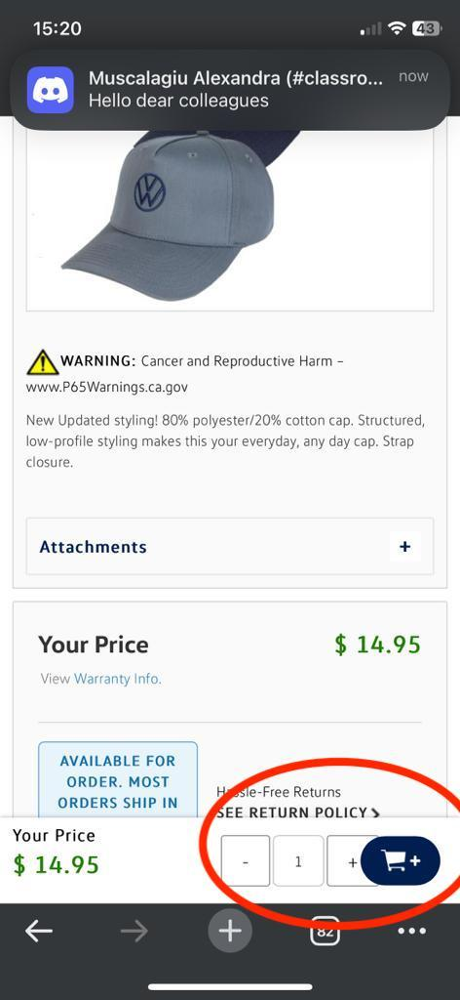 15:20
43
Muscalagiu Alexandra (#classro... now
Hello dear colleagues
WARNING: Cancer and Reproductive Harm -
www.P65Warnings.ca.gov
New Updated styling! 80% polyester/20% cotton cap. Structured,
low-profile styling makes this your everyday, any day cap. Strap
closure.
Attachments +
Your Price $ 14.95
View Warranty Info.
AVAILABLE FOR
ORDER. MOST
ORDERS SHIP IN
Hassle-Free Returns
SEE RETURN POLICY
Your Price
$ 14.95
- 1 + +
82